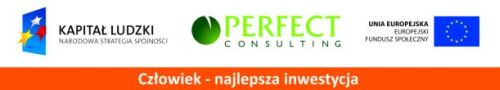 KAPITAŁ LUDZKI
NARODOWA STRATEGIA SPÓJNOŚCI
PERFECT
CONSULTING
UNIA EUROPEJSKA
EUROPEJSKI
FUNDUSZ SPOŁECZNY
Człowiek - najlepsza inwestycja